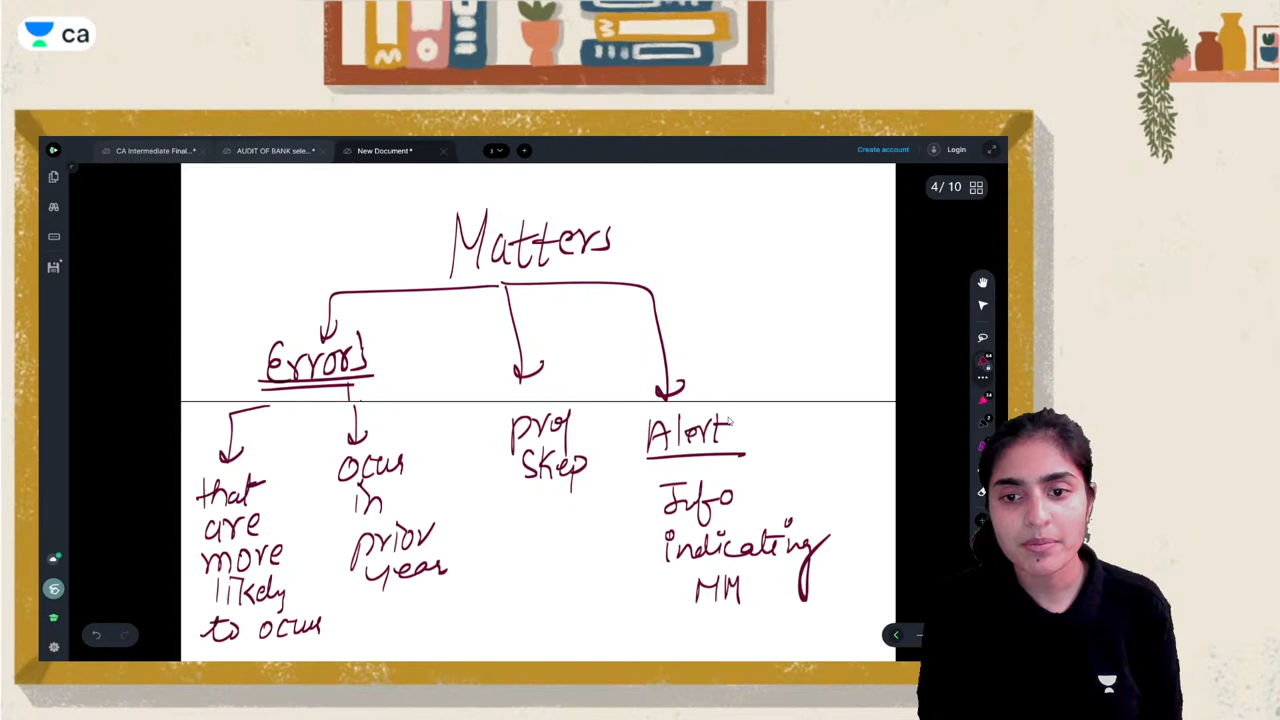 ca
CA Intermediate Final...*
AUDIT OF BANK sele...*
New Document*
3
Create account
Login
4/10
Matters
Errors
that
are
more
likely
to occur
occur
in
prior
year
prof
Skep
Alert
Info
indicating
MM